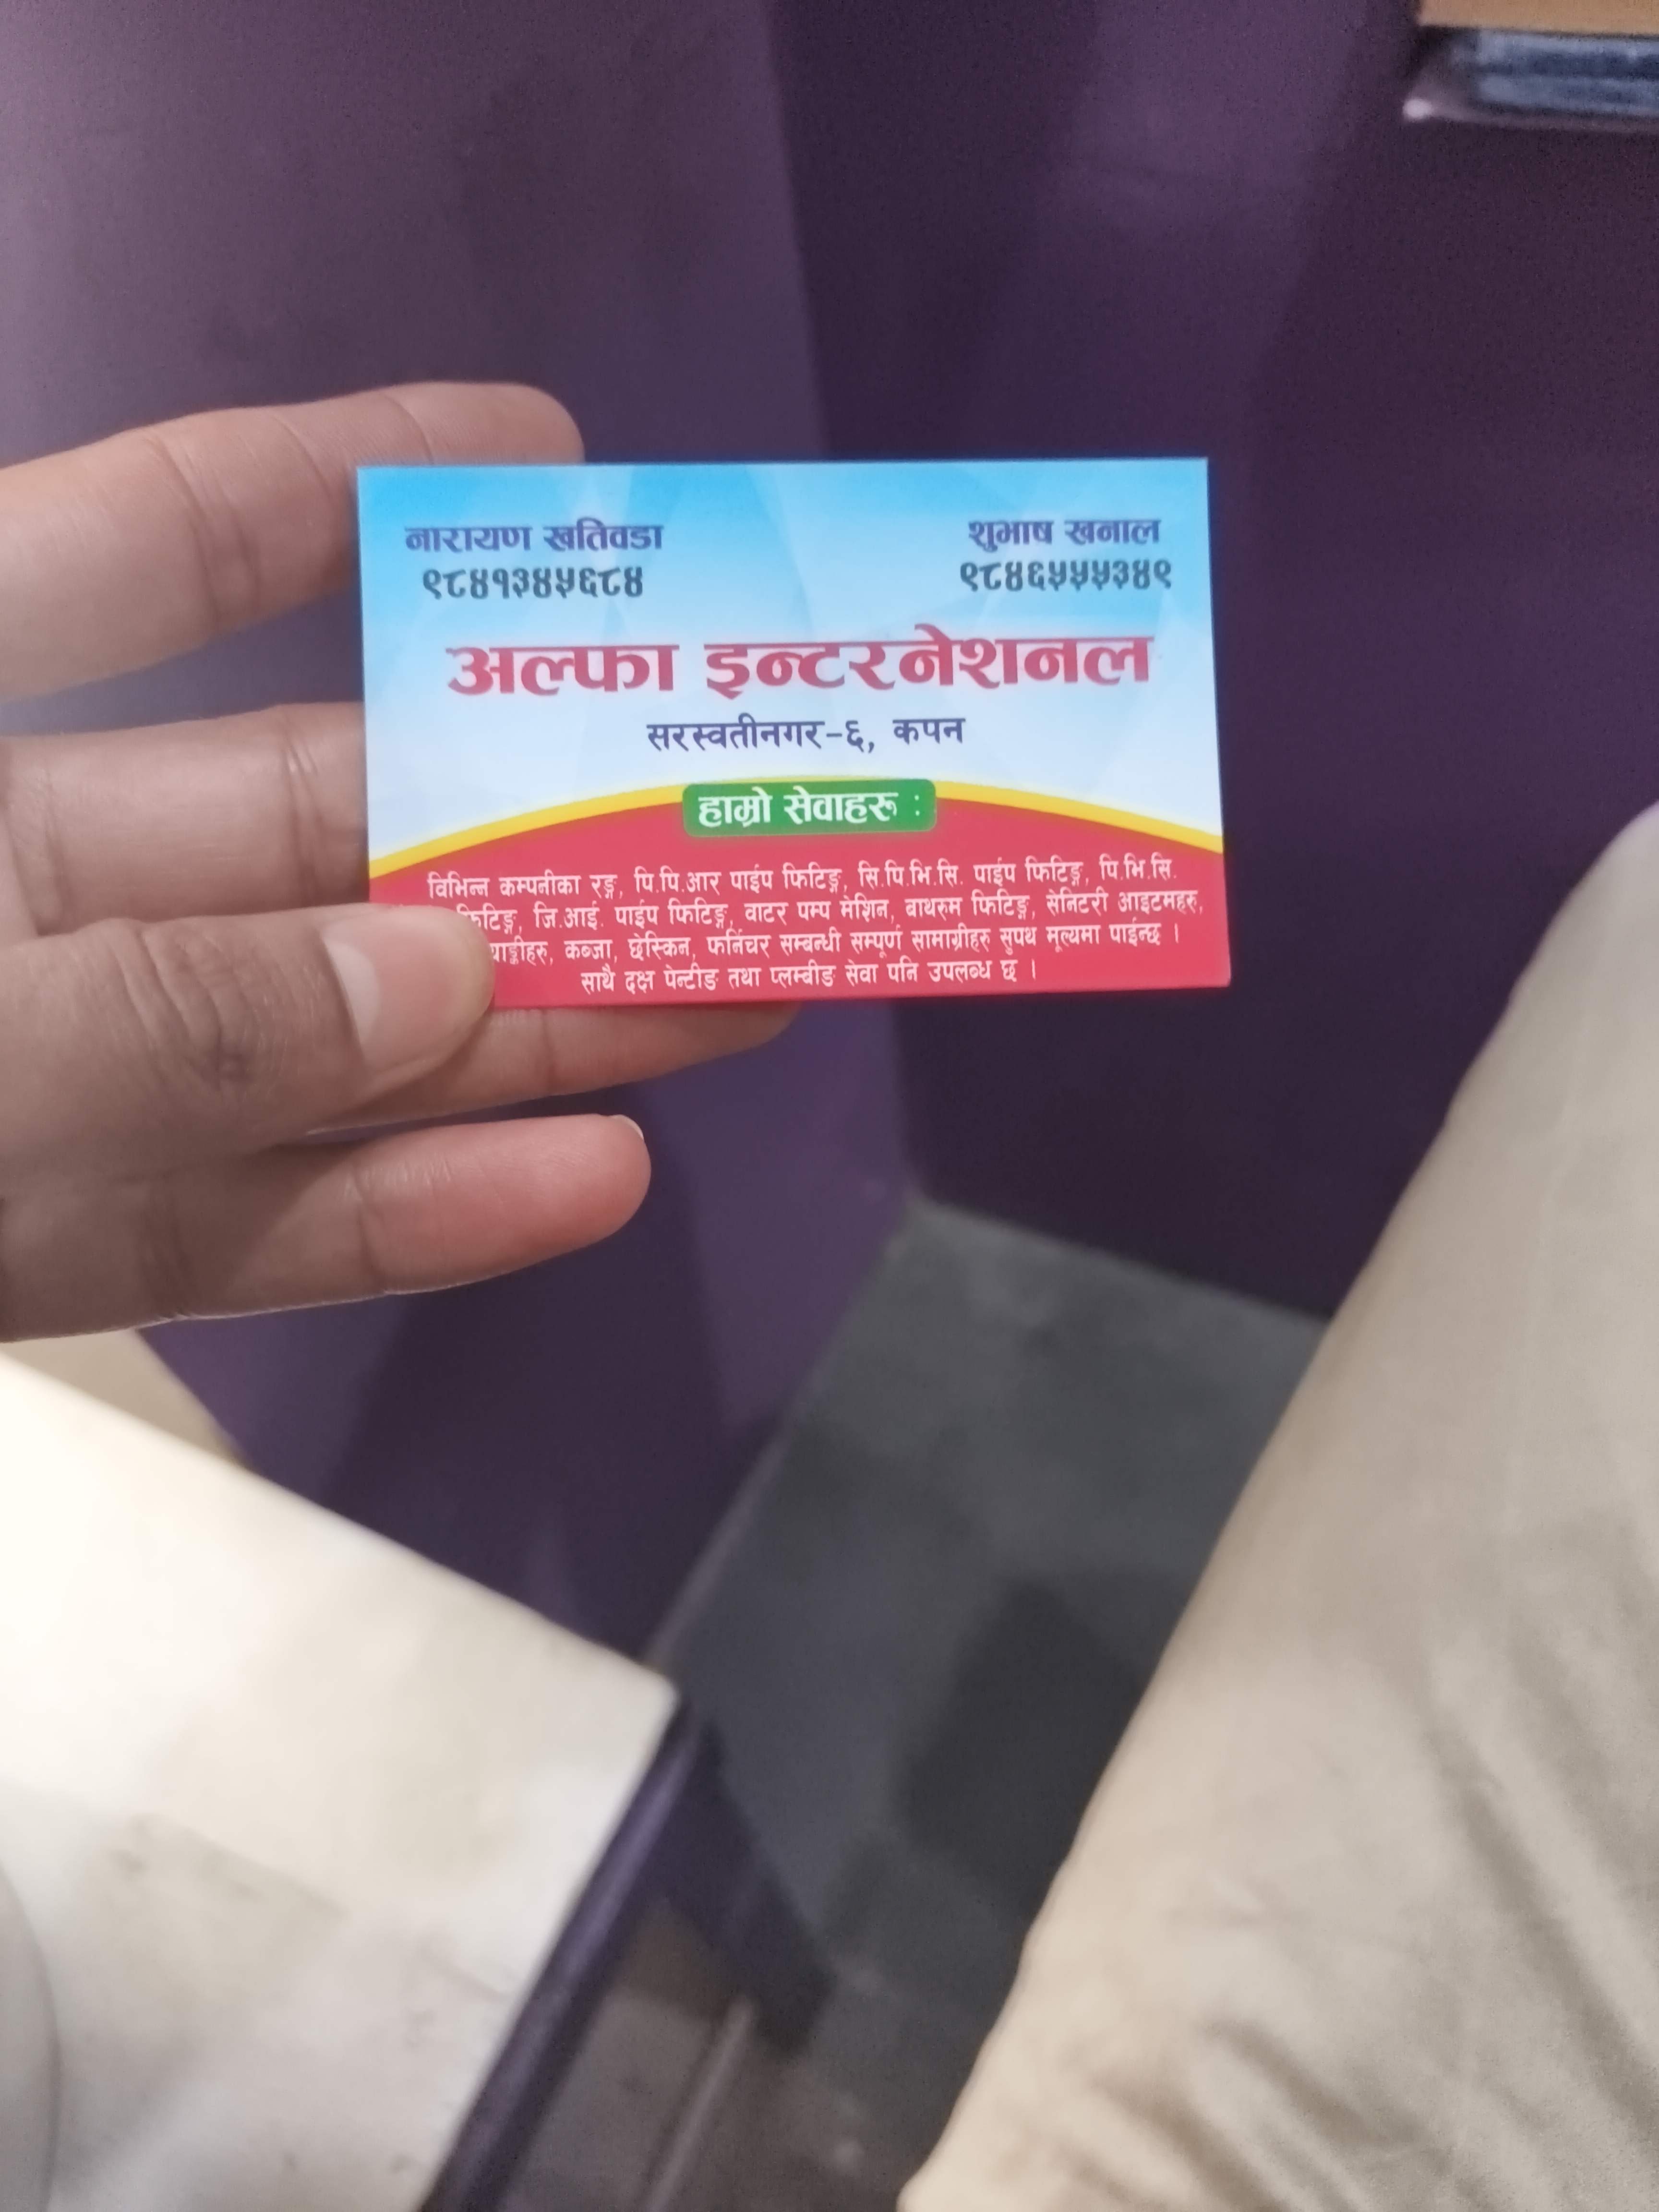 नारायण खतिवडा
९८४१३४५६८४
शुभाष खनाल
९८४६५५५३४९
अल्फा इन्टरनेशनल
सरस्वतीनगर-६, कपन
हाम्रो सेवाहरू :
विभिन्न कम्पनीका रङ्ग, पि.पि.आर पाईप फिटिङ्ग, सि.पि.भि.सि. पाईप फिटिङ्ग, पि.भि.सि.
फिटिङ्ग, जि.आई. पाईप फिटिङ्ग, वाटर पम्प मेशिन, बाथरुम फिटिङ्ग, सेनिटरी आइटमहरु,
कब्जा, छेस्किन, फर्निचर सम्बन्धी सम्पूर्ण सामाग्रीहरु सुपथ मूल्यमा पाईन्छ ।
साथै दक्ष पेन्टीङ तथा प्लम्बीङ सेवा पनि उपलब्ध छ ।